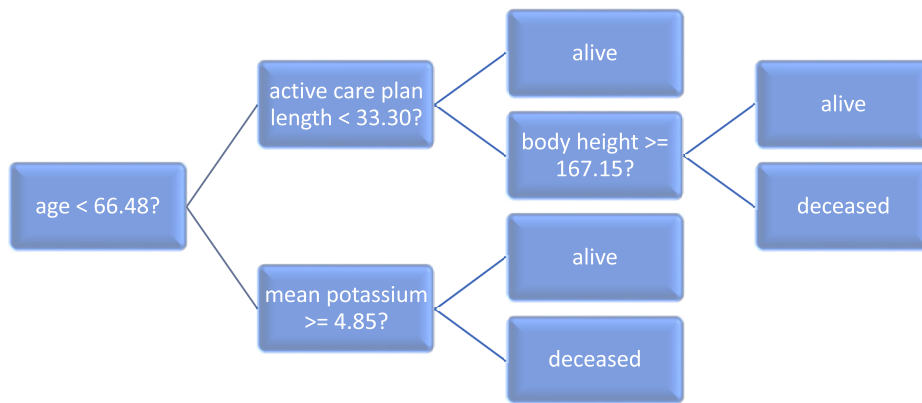 age < 66.48?
active care plan
length < 33.30?
mean potassium
>= 4.85?
alive
body height >=
167.15?
alive
deceased
alive
deceased